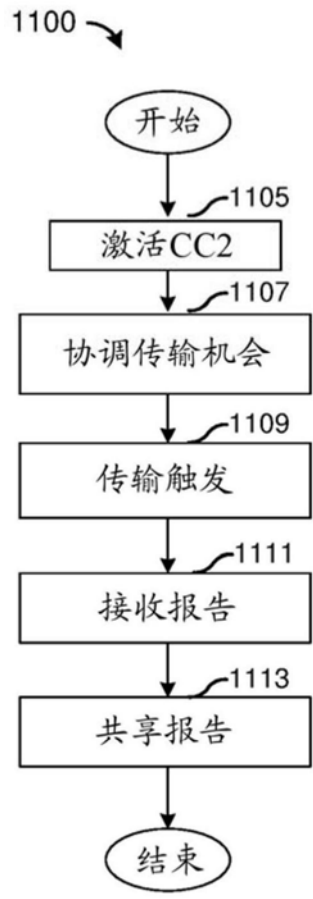 1100
开始
1105
激活CC2
1107
协调传输机会
1109
传输触发
1111
接收报告
1113
共享报告
结束